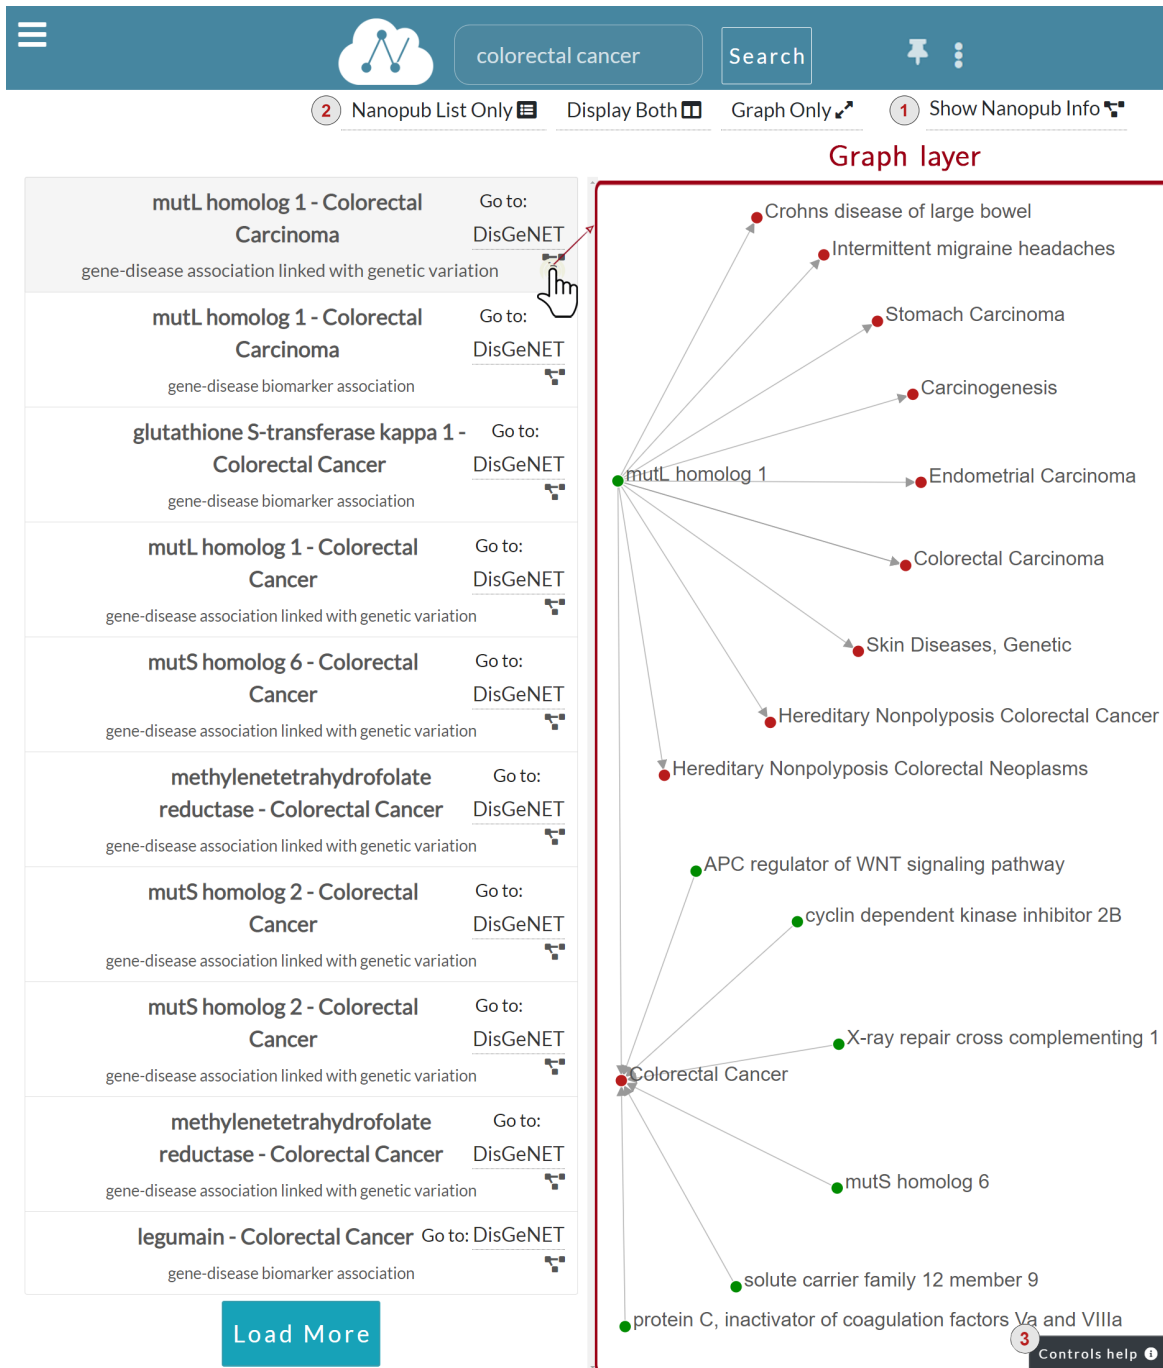 colorectal cancer
Search
2 Nanopub List Only Display Both Graph Only 1 Show Nanopub Info
Graph layer
mutL homolog 1 - Colorectal
Carcinoma
Go to:
DisGeNET
gene-disease association linked with genetic variation
mutL homolog 1 - Colorectal
Carcinoma
Go to:
DisGeNET
gene-disease biomarker association
glutathione S-transferase kappa 1 -
Colorectal Cancer
Go to:
DisGeNET
gene-disease biomarker association
mutL homolog 1 - Colorectal
Cancer
Go to:
DisGeNET
gene-disease association linked with genetic variation
mutS homolog 6 - Colorectal
Cancer
Go to:
DisGeNET
gene-disease association linked with genetic variation
methylenetetrahydrofolate
reductase - Colorectal Cancer
Go to:
DisGeNET
gene-disease association linked with genetic variation
mutS homolog 2 - Colorectal
Cancer
Go to:
DisGeNET
gene-disease association linked with genetic variation
mutS homolog 2 - Colorectal
Cancer
Go to:
DisGeNET
gene-disease association linked with genetic variation
methylenetetrahydrofolate
reductase - Colorectal Cancer
Go to:
DisGeNET
gene-disease association linked with genetic variation
legumain - Colorectal Cancer Go to: DisGeNET
gene-disease biomarker association
Load More
Crohns disease of large bowel
Intermittent migraine headaches
Stomach Carcinoma
Carcinogenesis
mutL homolog 1
Endometrial Carcinoma
Colorectal Carcinoma
Skin Diseases, Genetic
Hereditary Nonpolyposis Colorectal Cancer
Hereditary Nonpolyposis Colorectal Neoplasms
APC regulator of WNT signaling pathway
cyclin dependent kinase inhibitor 2B
X-ray repair cross complementing 1
Colorectal Cancer
mutS homolog 6
solute carrier family 12 member 9
protein C, inactivator of coagulation factors Va and VIIIa
3
Controls help